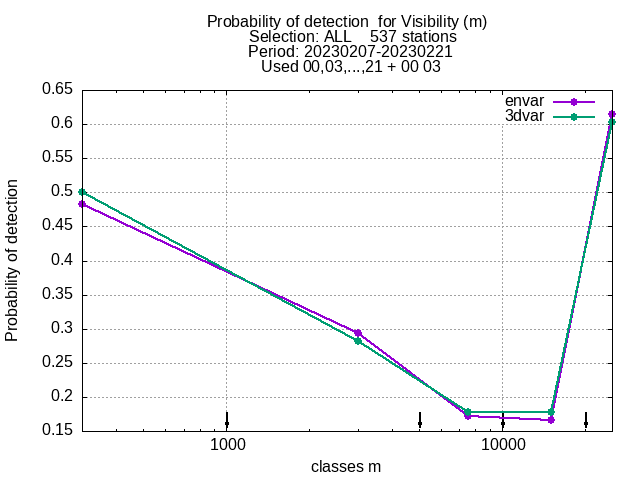 Probability of detection  for Visibility (m)
Selection: ALL    537 stations
Period: 20230207-20230221
Used 00,03,...,21 + 00 03
envar
3dvar
0.65
0.6
0.55
0.5
0.45
0.4
0.35
0.3
0.25
0.2
0.15
Probability of detection
1000
10000
classes m